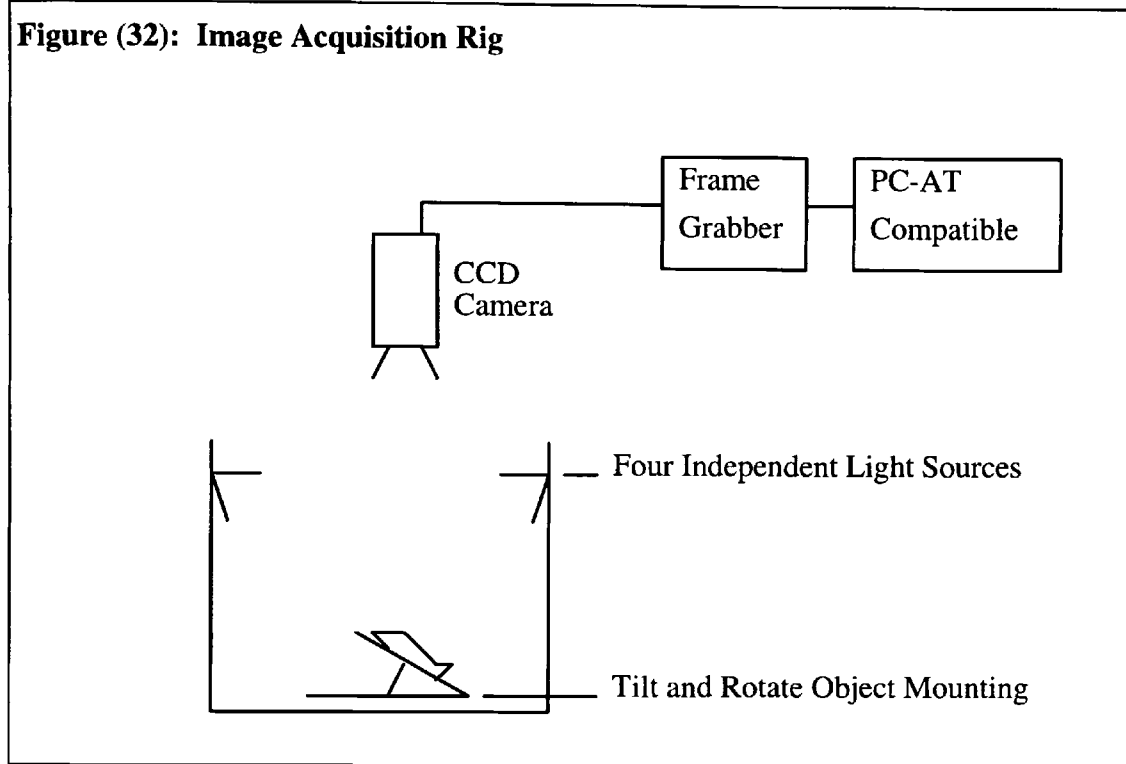 Figure (32): Image Acquisition Rig
Frame
Grabber
PC-AT
Compatible
CCD
Camera
Four Independent Light Sources
Tilt and Rotate Object Mounting